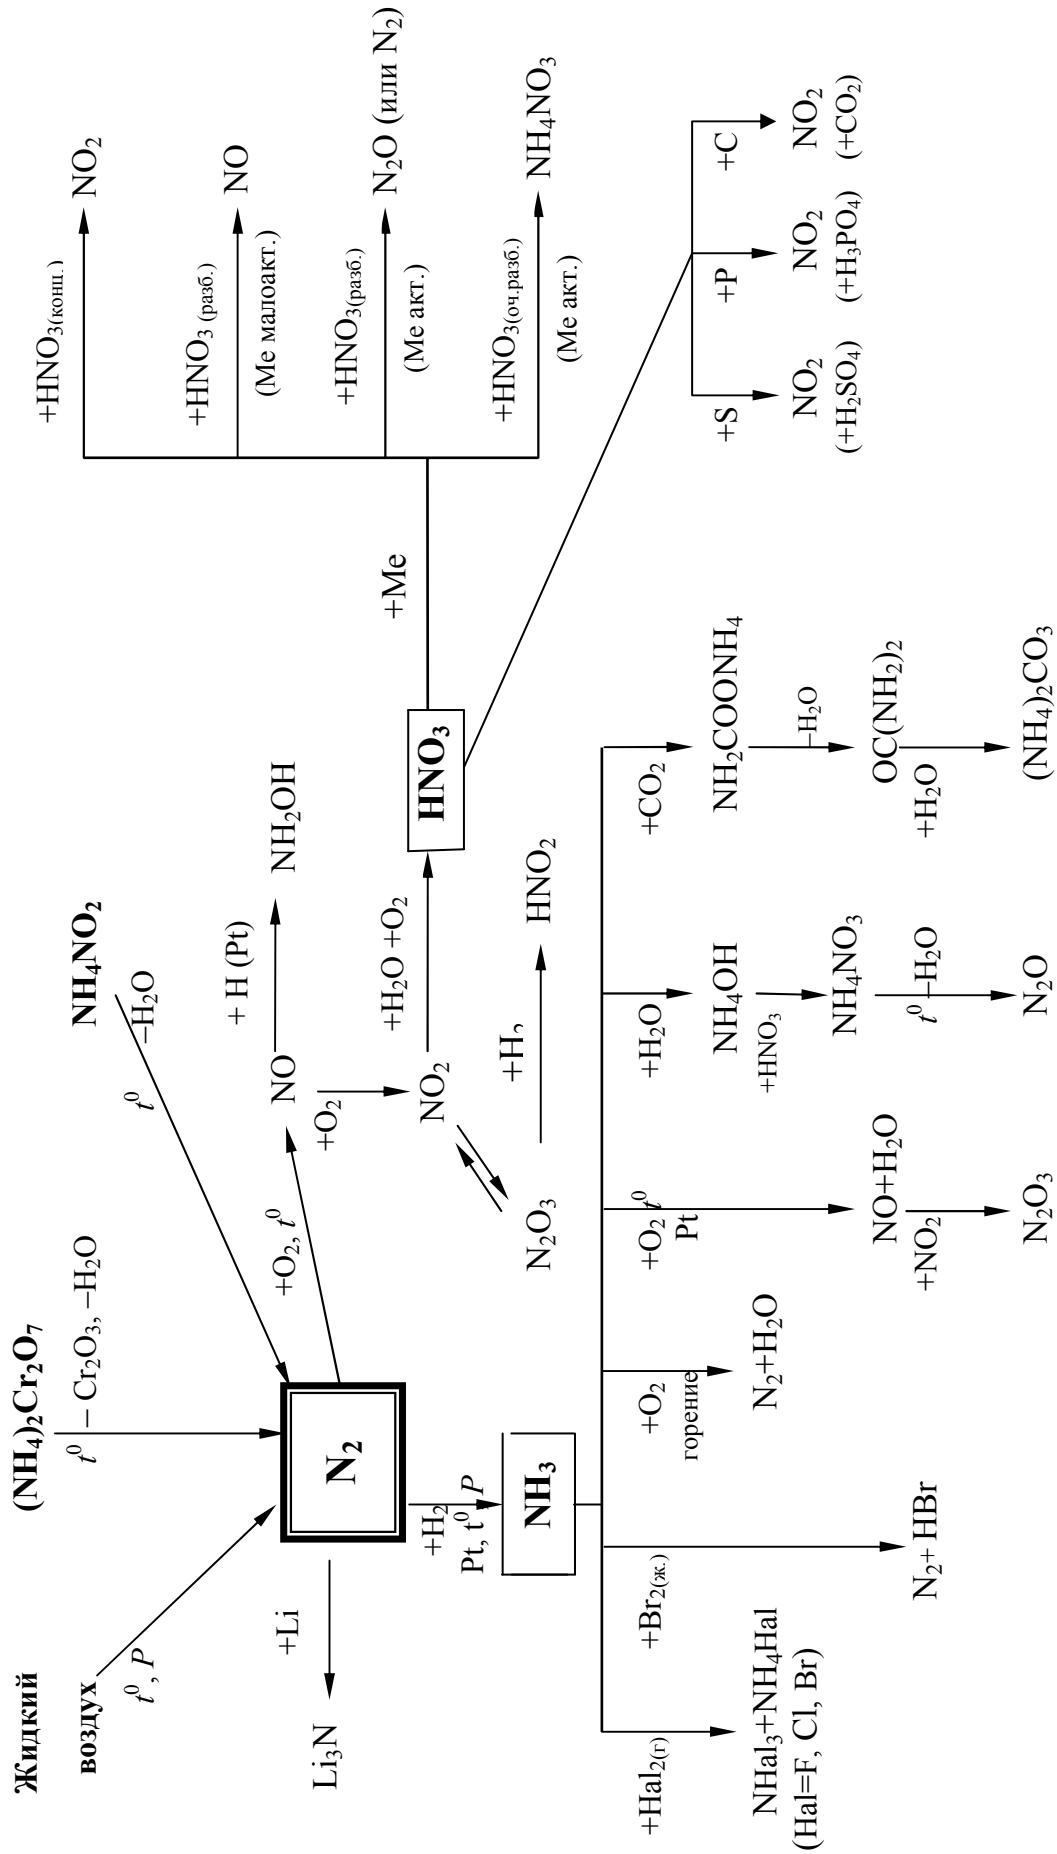 Жидкий
воздух
t⁰, P
(NH₄)₂Cr₂O₇
t⁰ – Cr₂O₃, –H₂O
NH₄NO₂
t⁰
–H₂O
N₂
+Li
Li₃N
+O₂, t⁰
NO
+ H (Pt)
NH₂OH
+O₂
NO₂
+H₂O +O₂
HNO₃
N₂O₃
HNO₂
+Me
+HNO₃(конц.)
NO₂
+HNO₃ (разб.)
(Me малоакт.)
NO
+HNO₃(разб.)
(Me акт.)
N₂O (или N₂)
+HNO₃(оч.разб.)
(Me акт.)
NH₄NO₃
+S
NO₂
(+H₂SO₄)
+P
NO₂
(+H₃PO₄)
+C
NO₂
(+CO₂)
+H₂
Pt, t⁰, P
NH₃
+Hal₂(г)
NHal₃+NH₄Hal
(Hal=F, Cl, Br)
+Br₂(ж.)
N₂+ HBr
+O₂
горение
N₂+H₂O
+O₂ t⁰
Pt
NO+H₂O
+NO₂
N₂O₃
+H₂O
NH₄OH
+HNO₃
NH₄NO₃
t⁰ –H₂O
N₂O
+CO₂
NH₂COONH₄
–H₂O
OC(NH₂)₂
+H₂O
(NH₄)₂CO₃